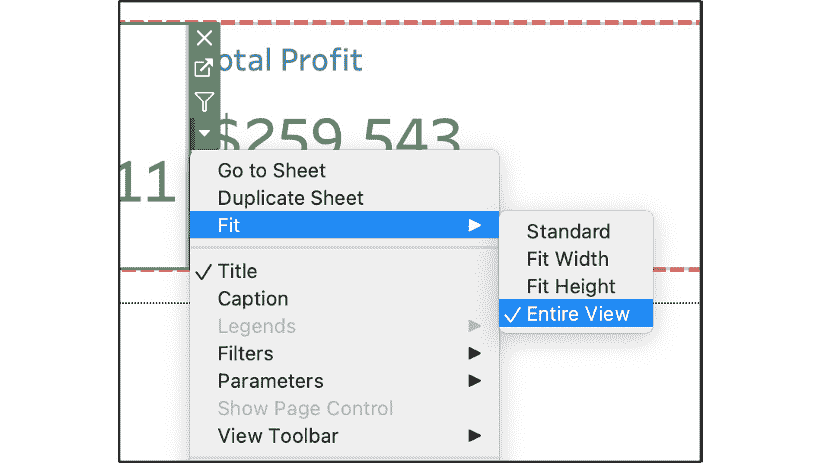 otal Profit
$259,543
11
Go to Sheet
Duplicate Sheet
Fit
Standard
Fit Width
Fit Height
Entire View
Title
Caption
Legends
Filters
Parameters
Show Page Control
View Toolbar